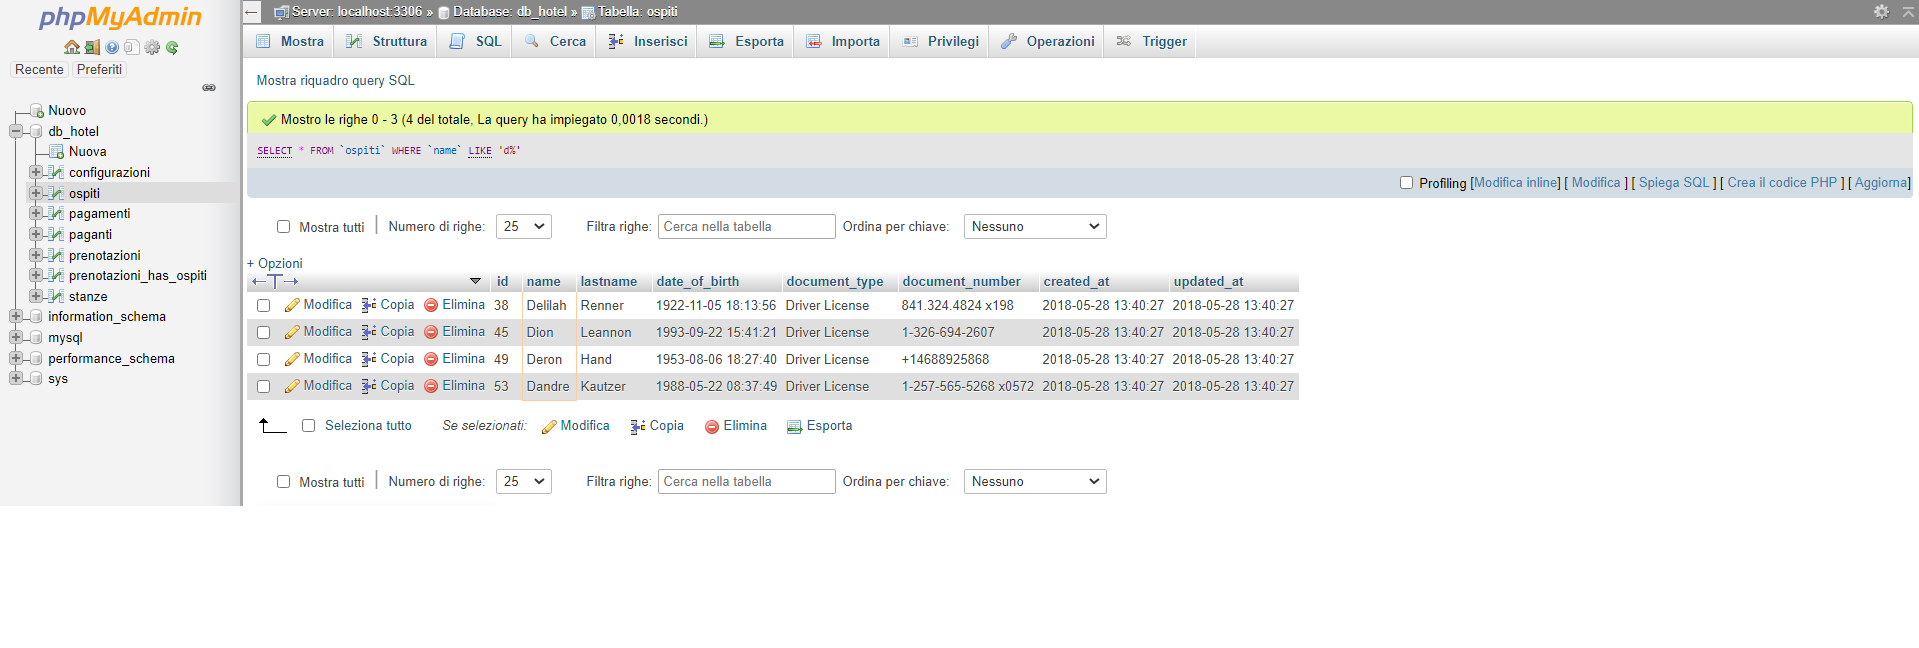 phpMyAdmin
Recente Preferiti
Nuovo
db_hotel
Nuova
configurazioni
ospiti
pagamenti
paganti
prenotazioni
prenotazioni_has_ospiti
stanze
information_schema
mysql
performance_schema
sys
Server: localhost:3306 » Database: db_hotel » Tabella: ospiti
Mostra Struttura SQL Cerca Inserisci Esporta Importa Privilegi Operazioni Trigger
Mostra riquadro query SQL
Mostro le righe 0 - 3 (4 del totale, La query ha impiegato 0,0018 secondi.)
SELECT * FROM `ospiti` WHERE `name` LIKE 'd%'
Profiling [Modifica inline] [ Modifica ] [ Spiega SQL ] [ Crea il codice PHP ] [ Aggiorna]
Mostra tutti | Numero di righe: 25 Filtra righe: Cerca nella tabella Ordina per chiave: Nessuno
+ Opzioni
←T→ id name lastname date_of_birth document_type document_number created_at updated_at
Modifica Copia Elimina 38 Delilah Renner 1922-11-05 18:13:56 Driver License 841.324.4824 x198 2018-05-28 13:40:27 2018-05-28 13:40:27
Modifica Copia Elimina 45 Dion Leannon 1993-09-22 15:41:21 Driver License 1-326-694-2607 2018-05-28 13:40:27 2018-05-28 13:40:27
Modifica Copia Elimina 49 Deron Hand 1953-08-06 18:27:40 Driver License +14688925868 2018-05-28 13:40:27 2018-05-28 13:40:27
Modifica Copia Elimina 53 Dandre Kautzer 1988-05-22 08:37:49 Driver License 1-257-565-5268 x0572 2018-05-28 13:40:27 2018-05-28 13:40:27
Seleziona tutto Se selezionati: Modifica Copia Elimina Esporta
Mostra tutti | Numero di righe: 25 Filtra righe: Cerca nella tabella Ordina per chiave: Nessuno